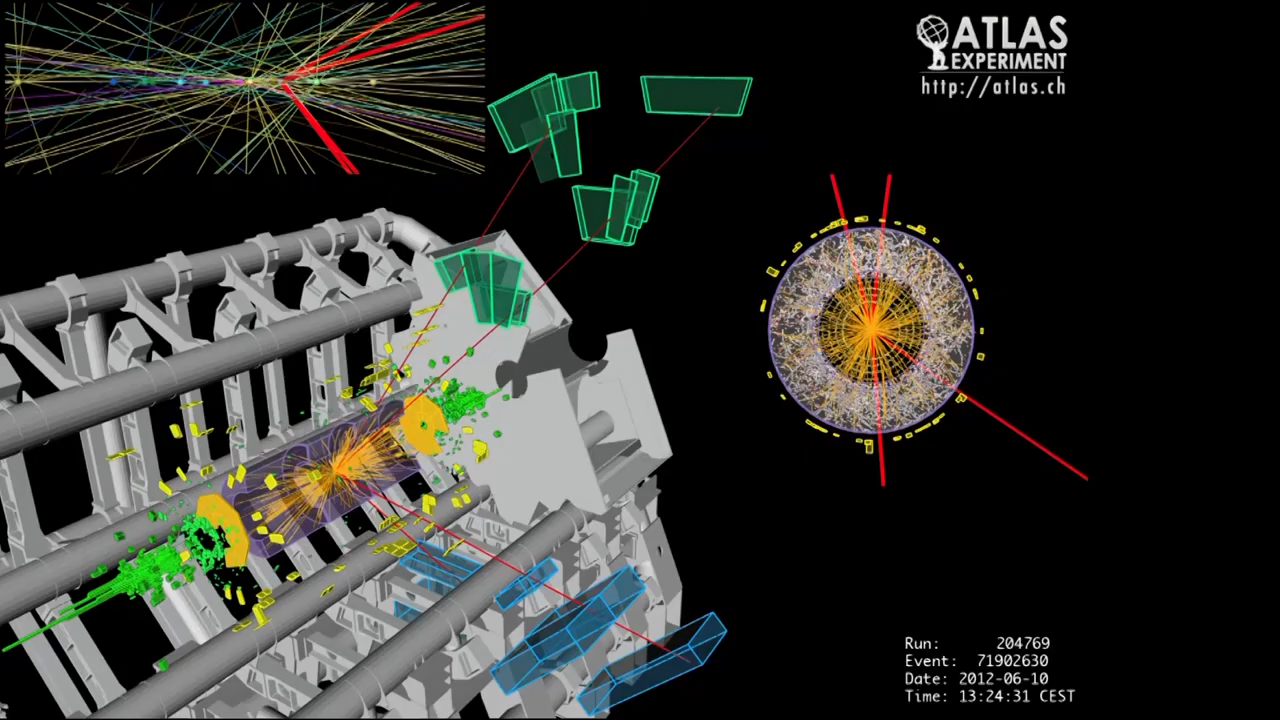 ATLAS
EXPERIMENT
http://atlas.ch
Run: 204769
Event: 71902630
Date: 2012-06-10
Time: 13:24:31 CEST